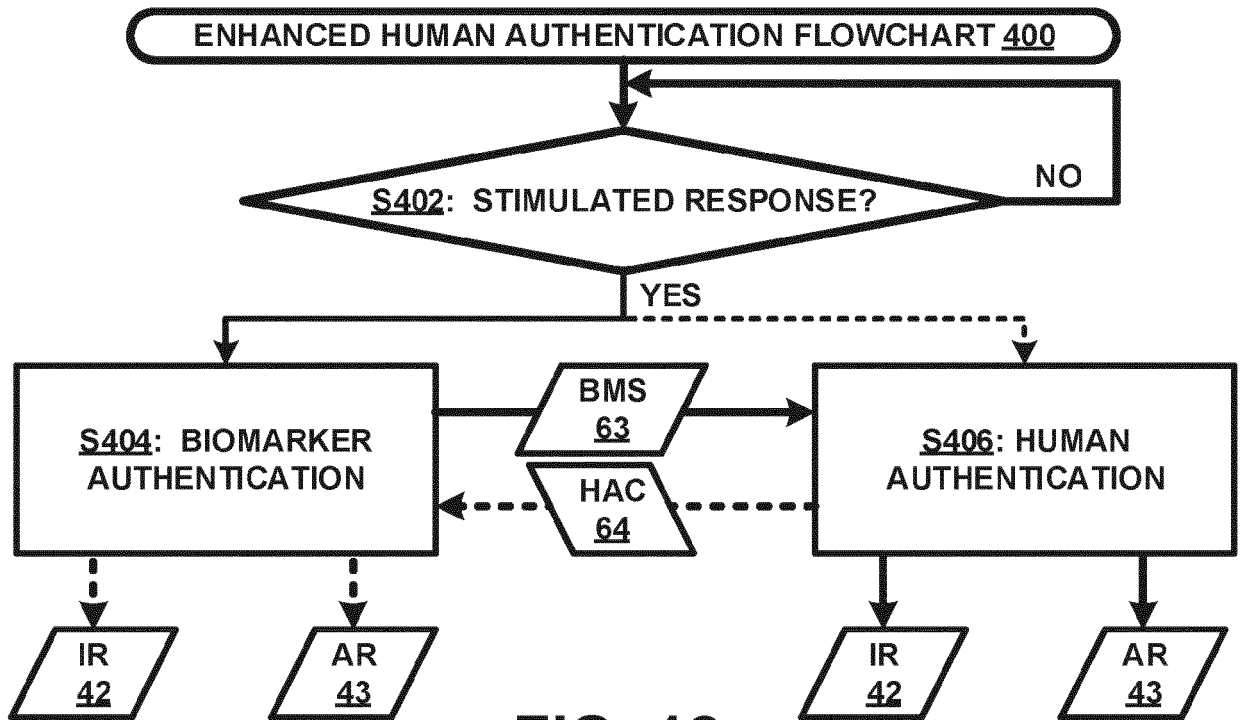 ENHANCED HUMAN AUTHENTICATION FLOWCHART 400
S402: STIMULATED RESPONSE?
NO
YES
BMS
63
S404: BIOMARKER
AUTHENTICATION
S406: HUMAN
AUTHENTICATION
HAC
64
IR
42
AR
43
IR
42
AR
43